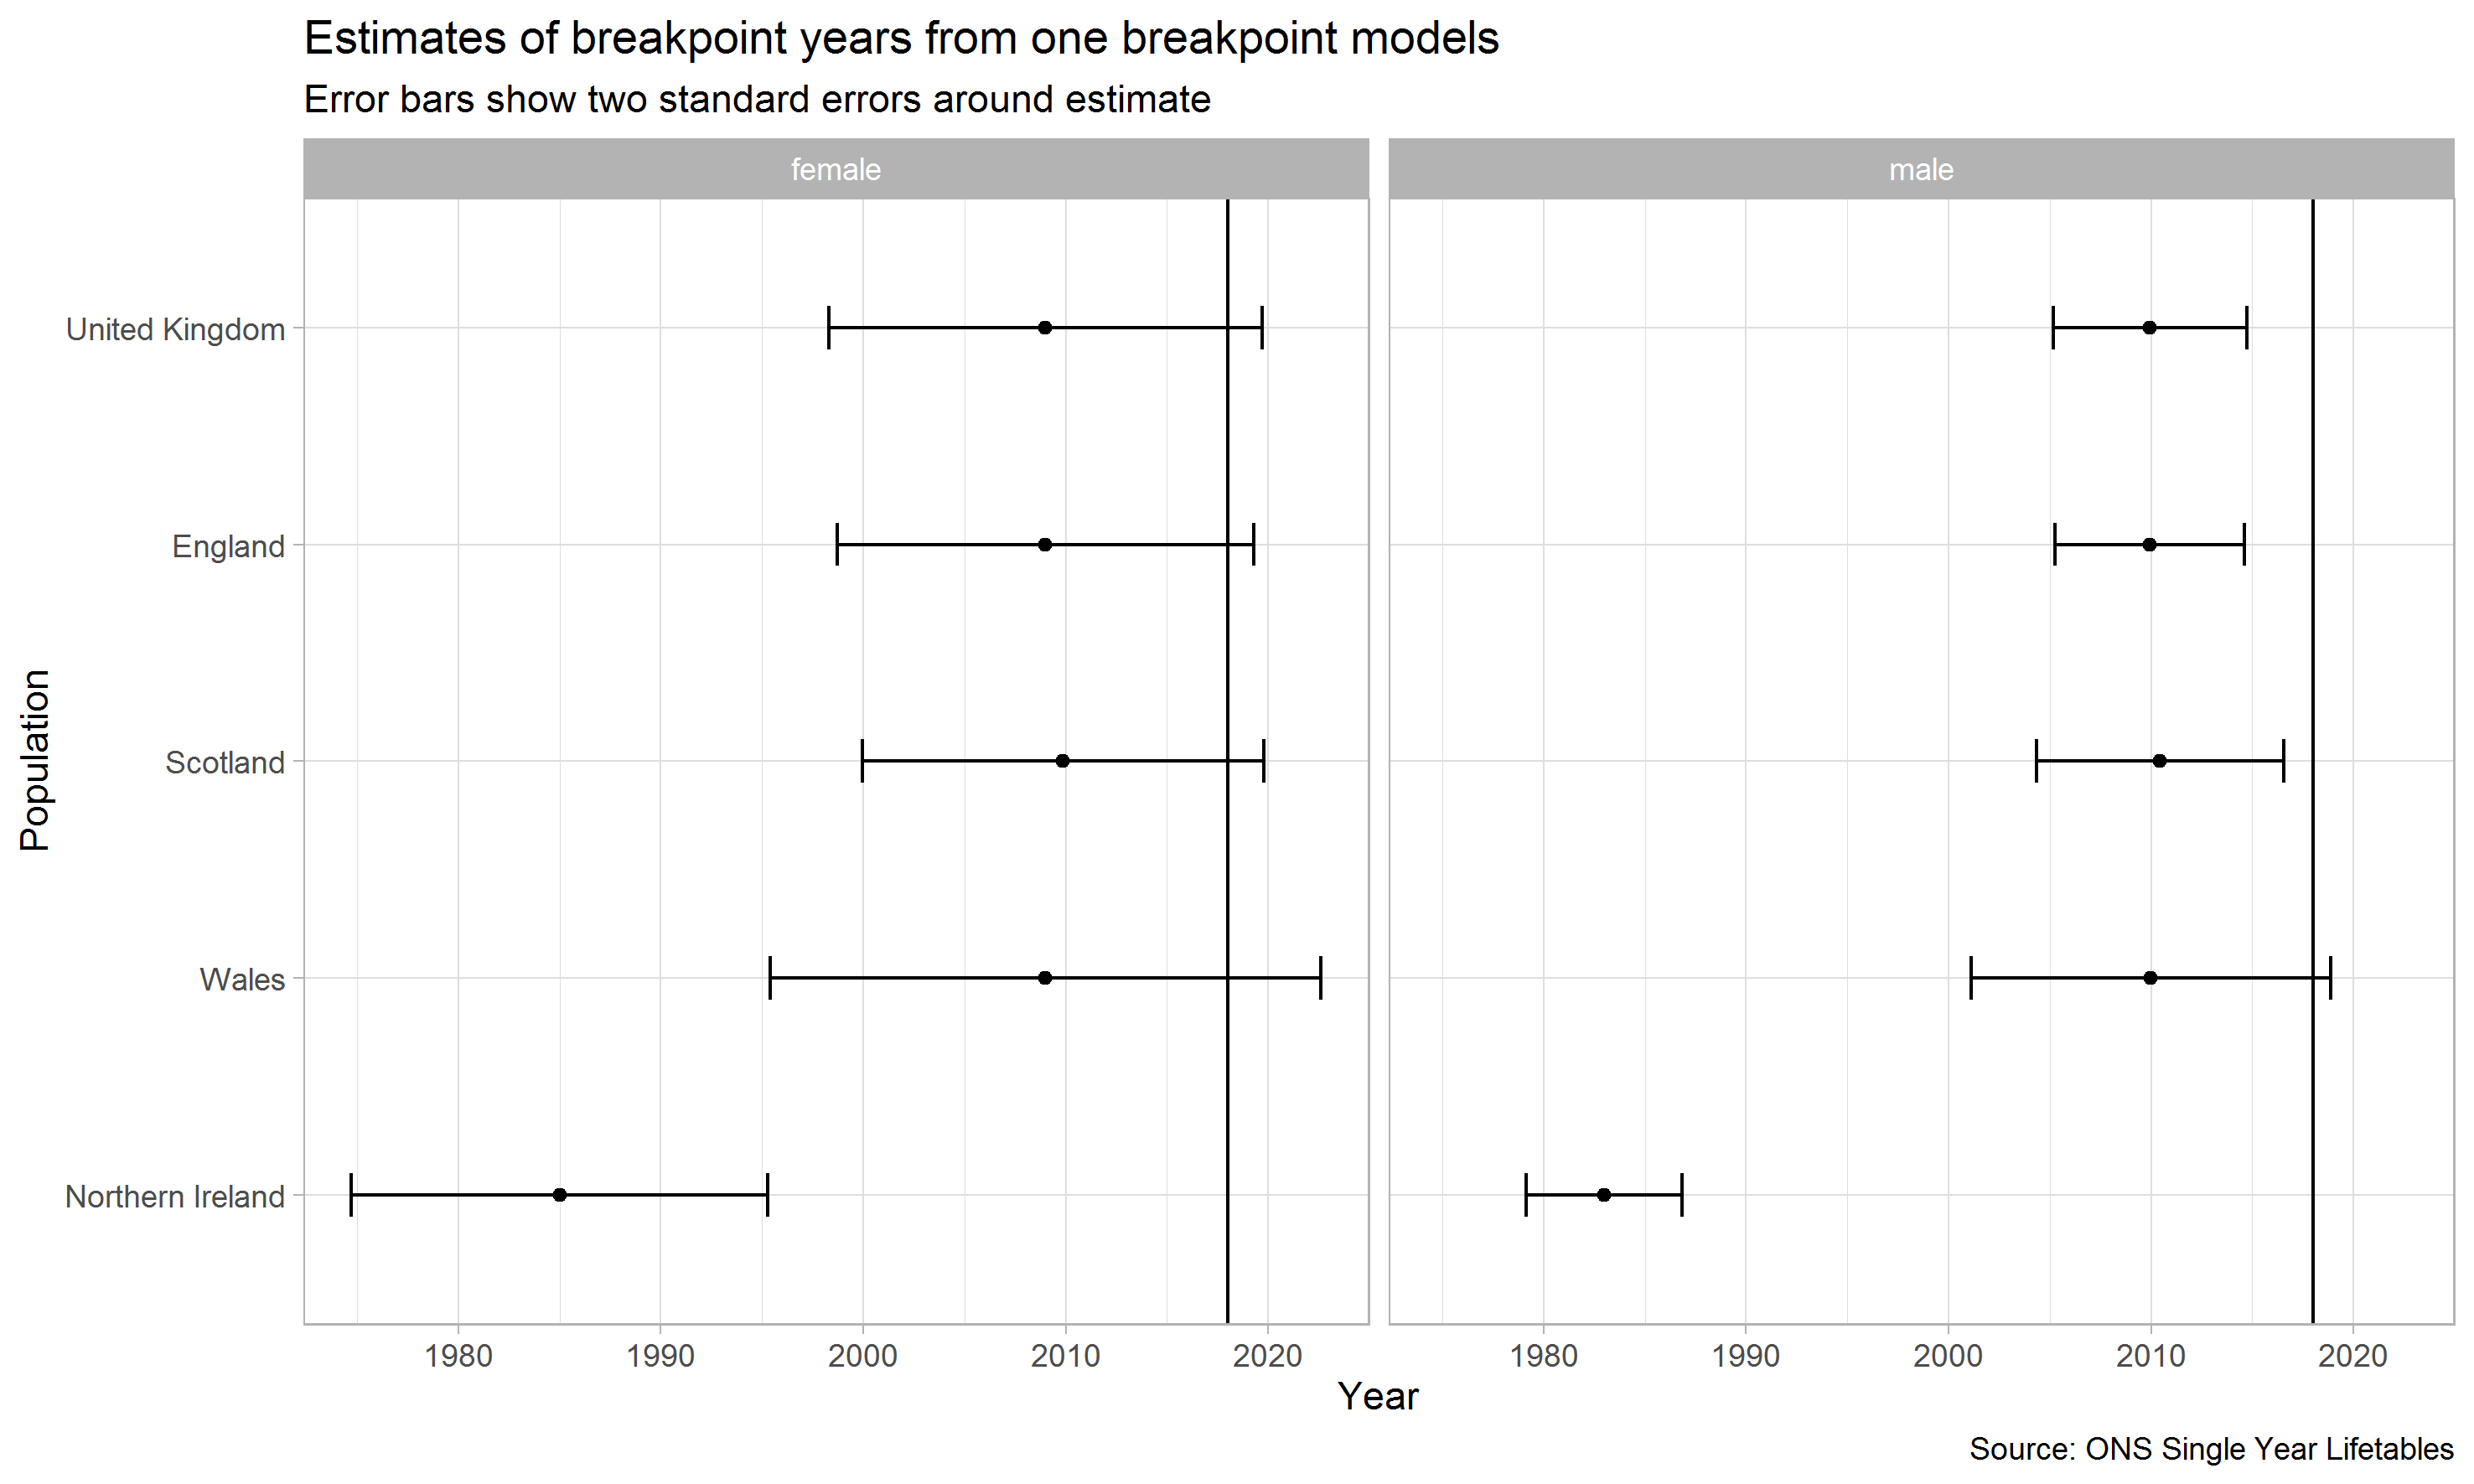 Estimates of breakpoint years from one breakpoint models
Error bars show two standard errors around estimate
female
male
Population
United Kingdom
England
Scotland
Wales
Northern Ireland
1980 1990 2000 2010 2020
1980 1990 2000 2010 2020
Year
Source: ONS Single Year Lifetables